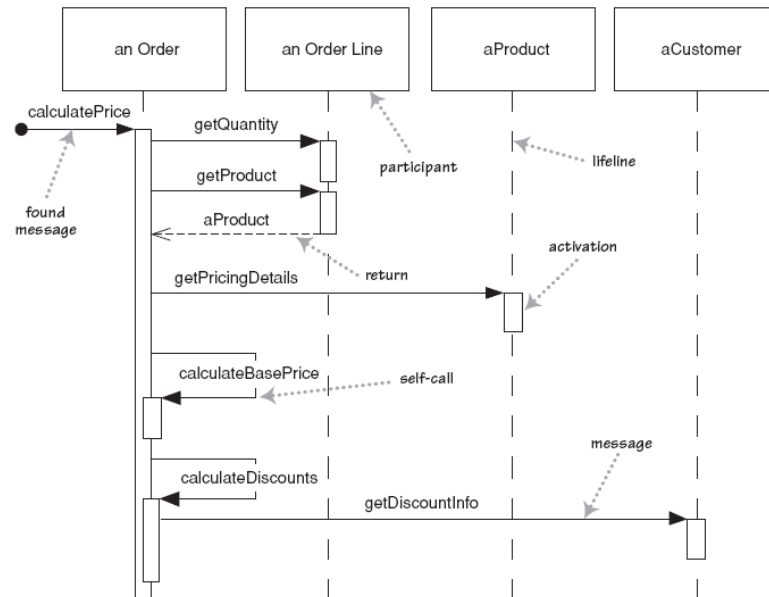 an Order
an Order Line
aProduct
aCustomer
calculatePrice
getQuantity
participant
lifeline
getProduct
found
message
aProduct
return
activation
getPricingDetails
calculateBasePrice
self-call
message
calculateDiscounts
getDiscountInfo